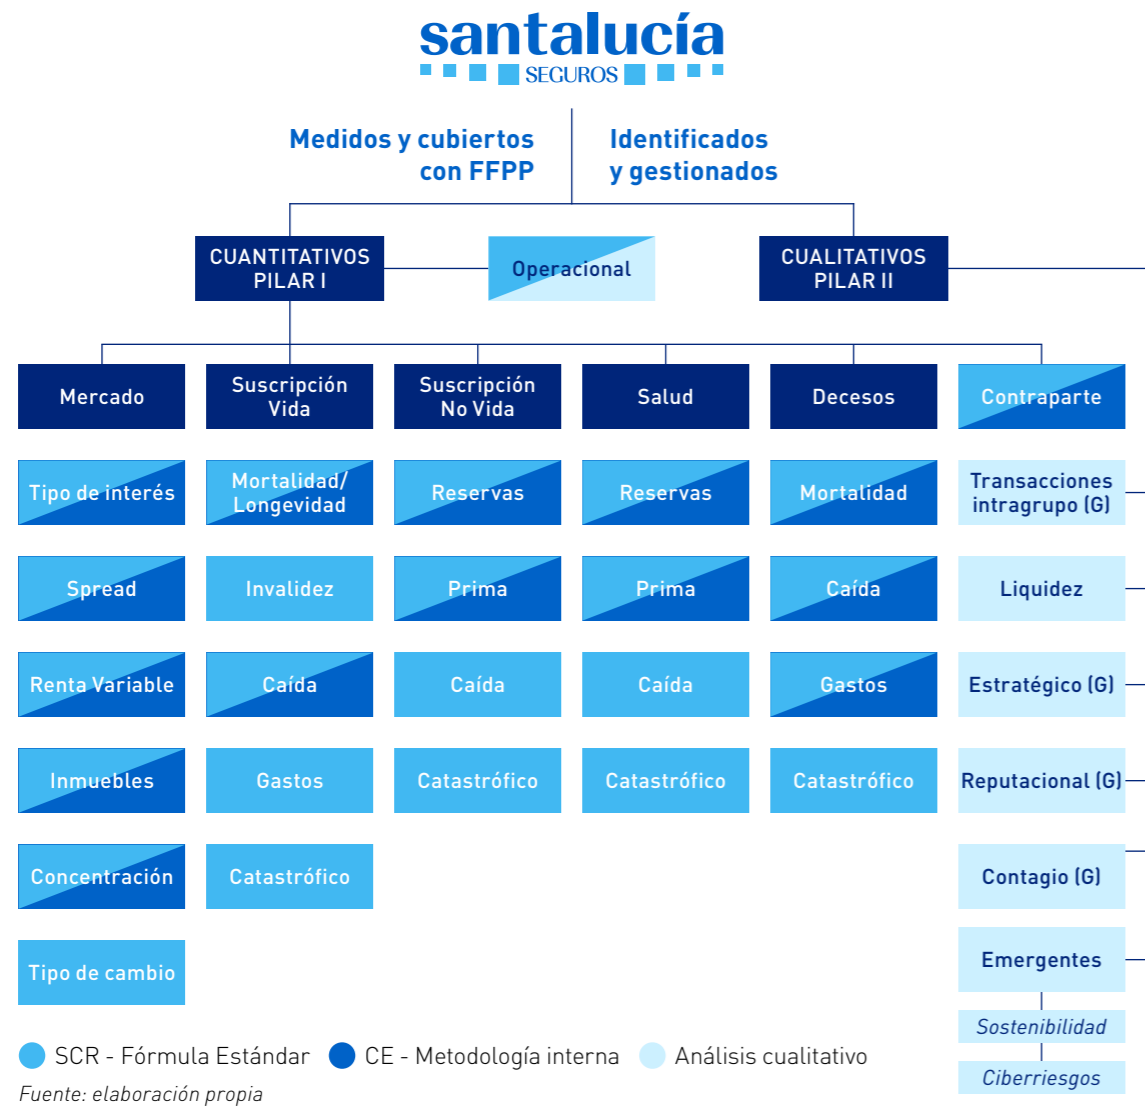 santalucía
SEGUROS
Medidos y cubiertos
con FFPP
Identificados
y gestionados
CUANTITATIVOS
PILAR I
Operacional
CUALITATIVOS
PILAR II
Mercado
Suscripción
Vida
Suscripción
No Vida
Salud
Decesos
Contraparte
Tipo de interés
Mortalidad/
Longevidad
Reservas
Reservas
Mortalidad
Transacciones
intragrupo (G)
Spread
Invalidez
Prima
Prima
Caída
Liquidez
Renta Variable
Caída
Caída
Caída
Gastos
Estratégico (G)
Inmuebles
Gastos
Catastrófico
Catastrófico
Catastrófico
Reputacional (G)
Concentración
Catastrófico
Contagio (G)
Tipo de cambio
Emergentes
Sostenibilidad
Ciberriesgos
SCR - Fórmula Estándar
CE - Metodología interna
Análisis cualitativo
Fuente: elaboración propia